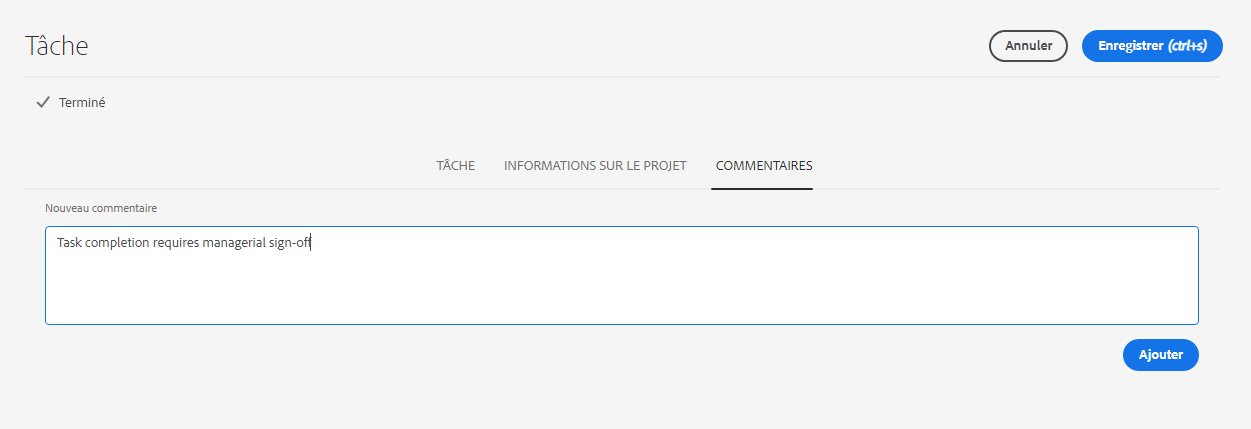 Tâche
Annuler
Enregistrer (ctrl+s)
Terminé
TÂCHE
INFORMATIONS SUR LE PROJET
COMMENTAIRES
Nouveau commentaire
Task completion requires managerial sign-off
Ajouter